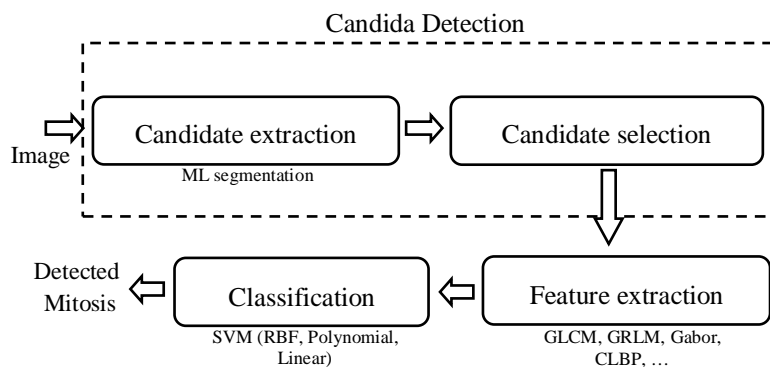 Candida Detection
Image
Candidate extraction
ML segmentation
Candidate selection
Feature extraction
GLCM, GRLM, Gabor,
CLBP, …
Classification
SVM (RBF, Polynomial,
Linear)
Detected
Mitosis